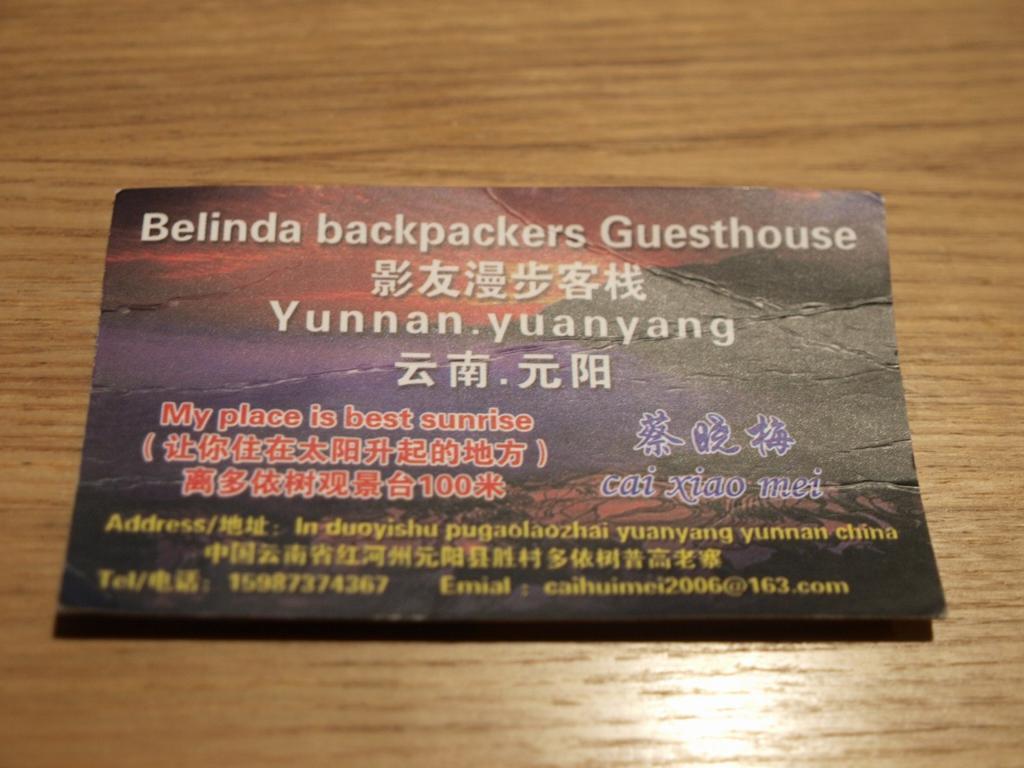 Belinda backpackers Guesthouse
影友漫步客栈
Yunnan.yuanyang
云南.元阳
My place is best sunrise
（让你住在太阳升起的地方）
离多依树观景台100米
蔡晓梅
cai xiao mei
Address/地址：In duoyishu pugaolaozhai yuanyang yunnan china
中国云南省红河州元阳县胜村多依树普高老寨
Tel/电话：15987374367 Emial：caihuimei2006@163.com